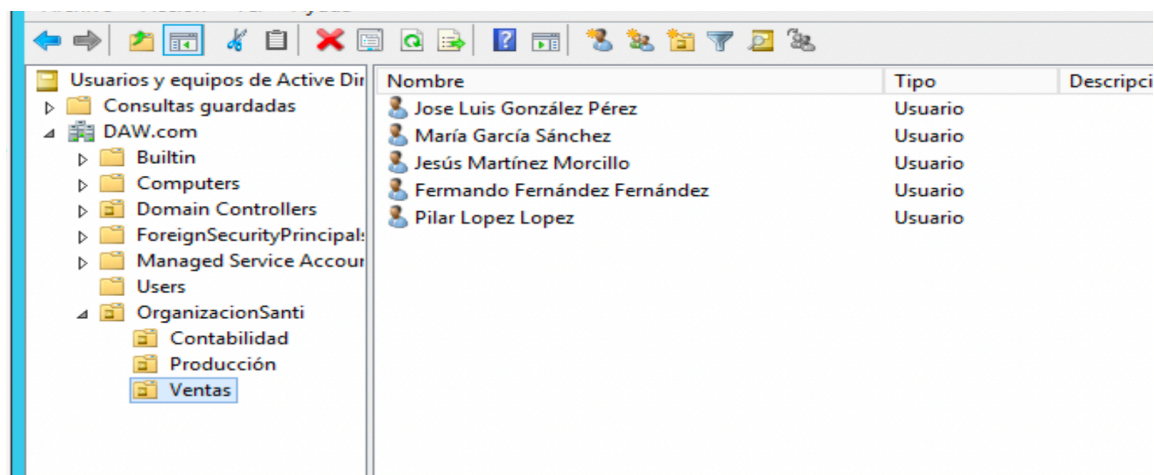 Usuarios y equipos de Active Dir
Consultas guardadas
DAW.com
Builtin
Computers
Domain Controllers
ForeignSecurityPrincipal
Managed Service Accour
Users
OrganizacionSanti
Contabilidad
Producción
Ventas
Nombre Tipo Descripci
Jose Luis González Pérez Usuario
María García Sánchez Usuario
Jesús Martínez Morcillo Usuario
Fermando Fernández Fernández Usuario
Pilar Lopez Lopez Usuario